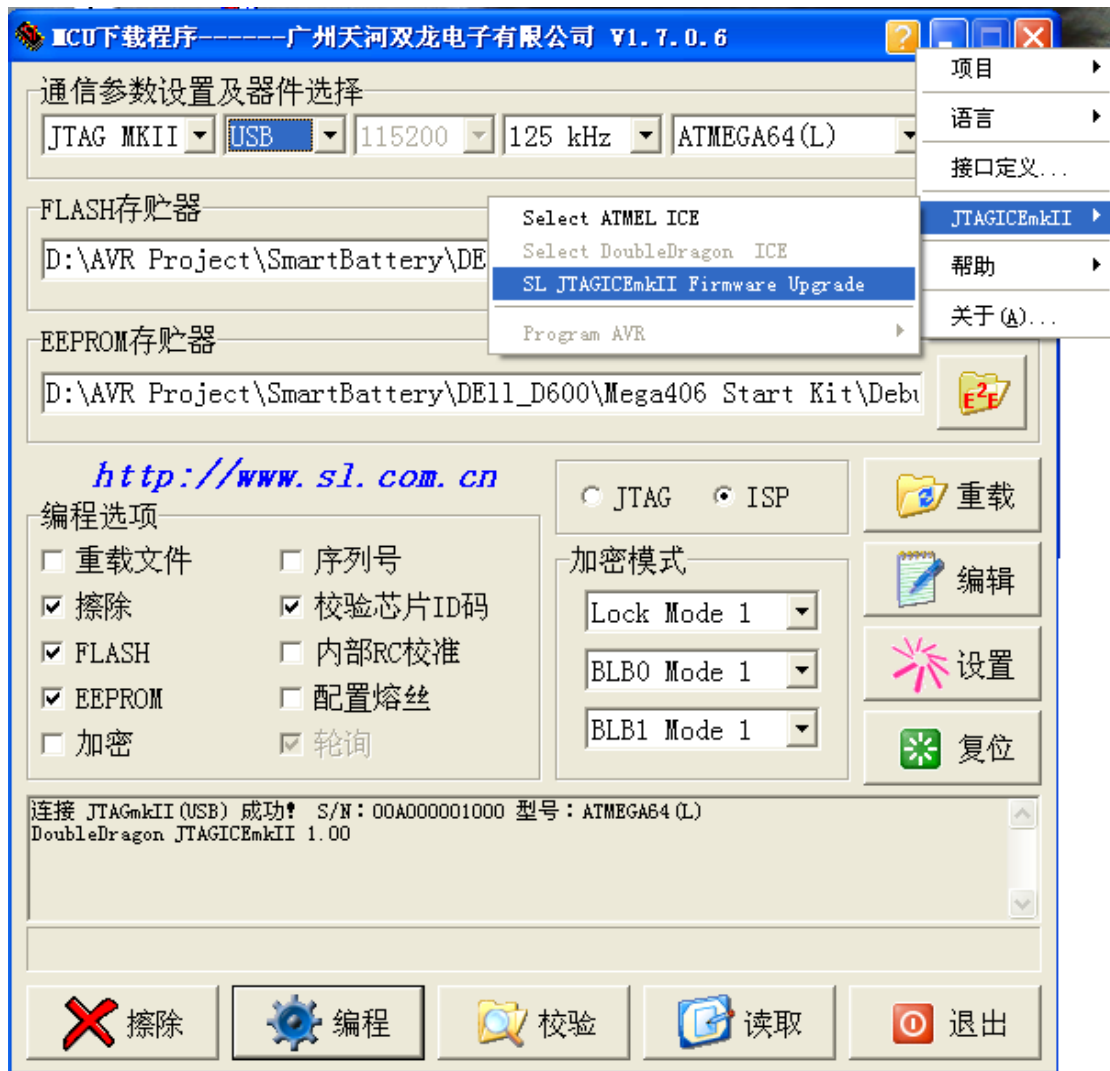 MCU下载程序------广州天河双龙电子有限公司 V1.7.0.6
通信参数设置及器件选择
JTAG MKII USB 115200 125 kHz ATMEGA64(L)
项目
语言
接口定义...
JTAGICEmkII
帮助
关于(A)...
Select ATMEL ICE
Select DoubleDragon ICE
SL JTAGICEmkII Firmware Upgrade
Program AVR
FLASH存贮器
D:\AVR Project\SmartBattery\DE
EEPROM存贮器
D:\AVR Project\SmartBattery\DEll_D600\Mega406 Start Kit\Debu
E2E
http://www.sl.com.cn
JTAG ISP
重载
编程选项
重载文件 序列号
擦除 校验芯片ID码
FLASH 内部RC校准
EEPROM 配置熔丝
加密 轮询
加密模式
Lock Mode 1
BLB0 Mode 1
BLB1 Mode 1
编辑
设置
复位
连接 JTAGmkII(USB) 成功! S/N：00A000001000 型号：ATMEGA64(L)
DoubleDragon JTAGICEmkII 1.00
擦除 编程 校验 读取 退出